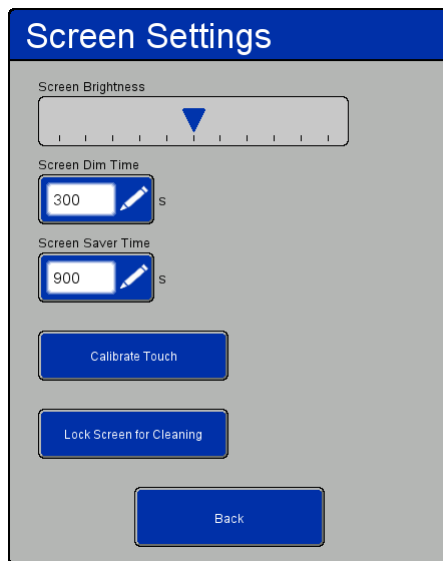 Screen Settings
Screen Brightness
Screen Dim Time
300 s
Screen Saver Time
900 s
Calibrate Touch
Lock Screen for Cleaning
Back